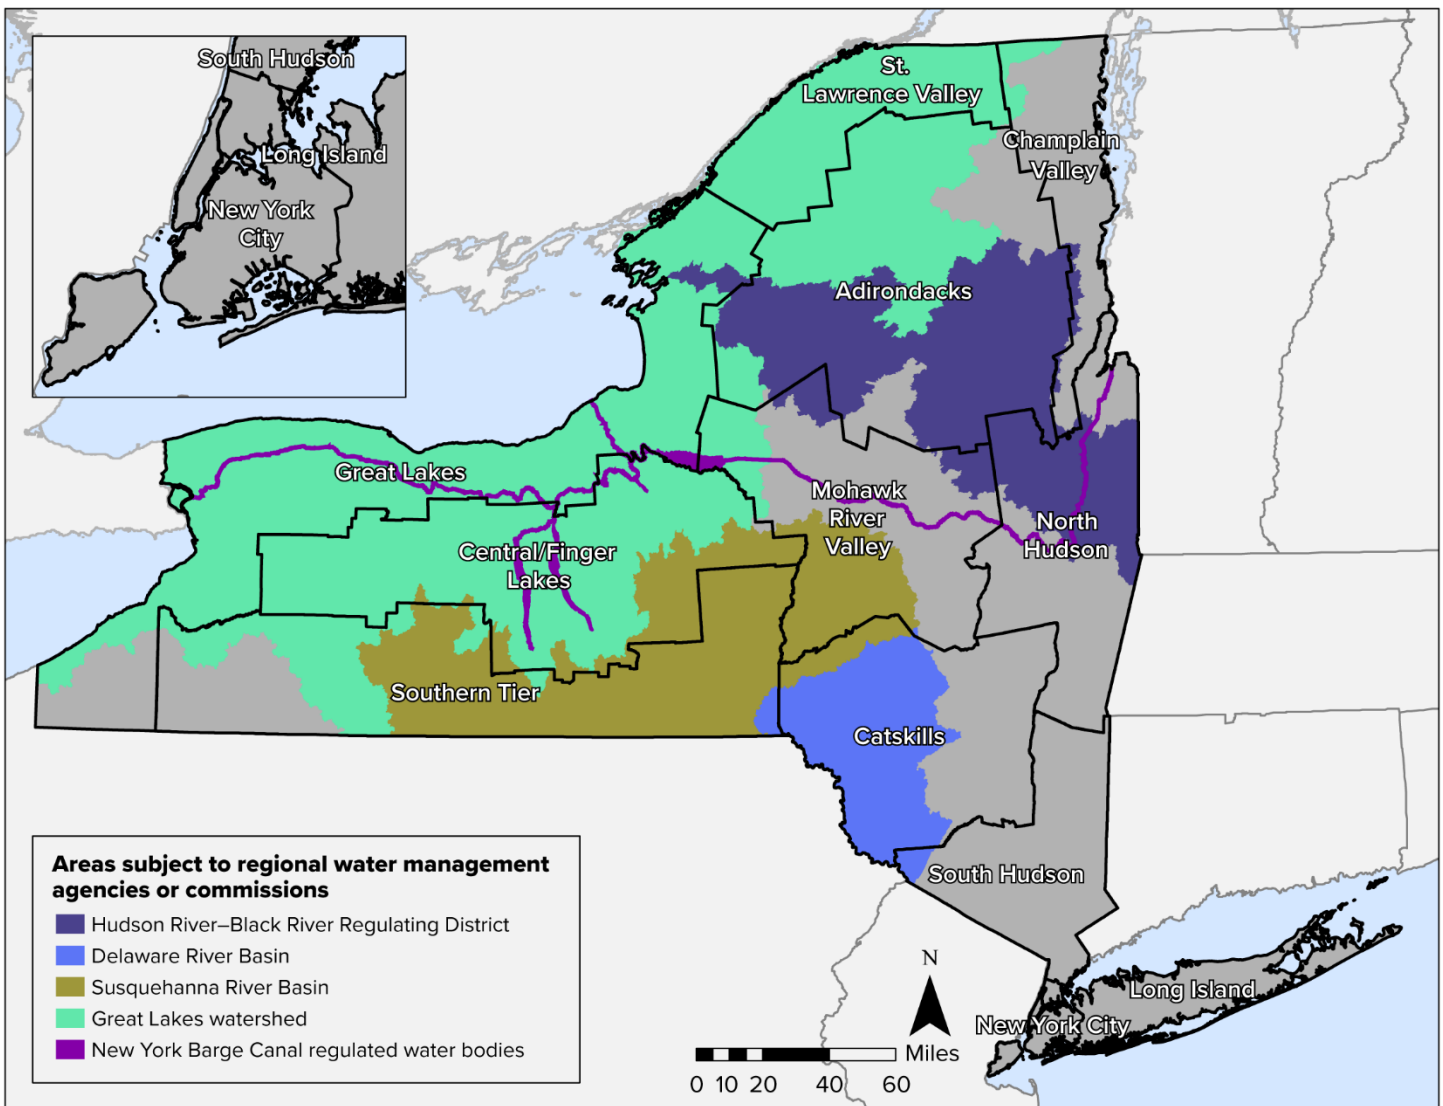 South Hudson
Long Island
New York
City
St.
Lawrence Valley
Champlain
Valley
Adirondacks
Great Lakes
Mohawk
River
Valley
North
Hudson
Central/Finger
Lakes
Southern Tier
Catskills
South Hudson
Long Island
New York City
Areas subject to regional water management
agencies or commissions
Hudson River–Black River Regulating District
Delaware River Basin
Susquehanna River Basin
Great Lakes watershed
New York Barge Canal regulated water bodies
N
Miles
0 10 20 40 60